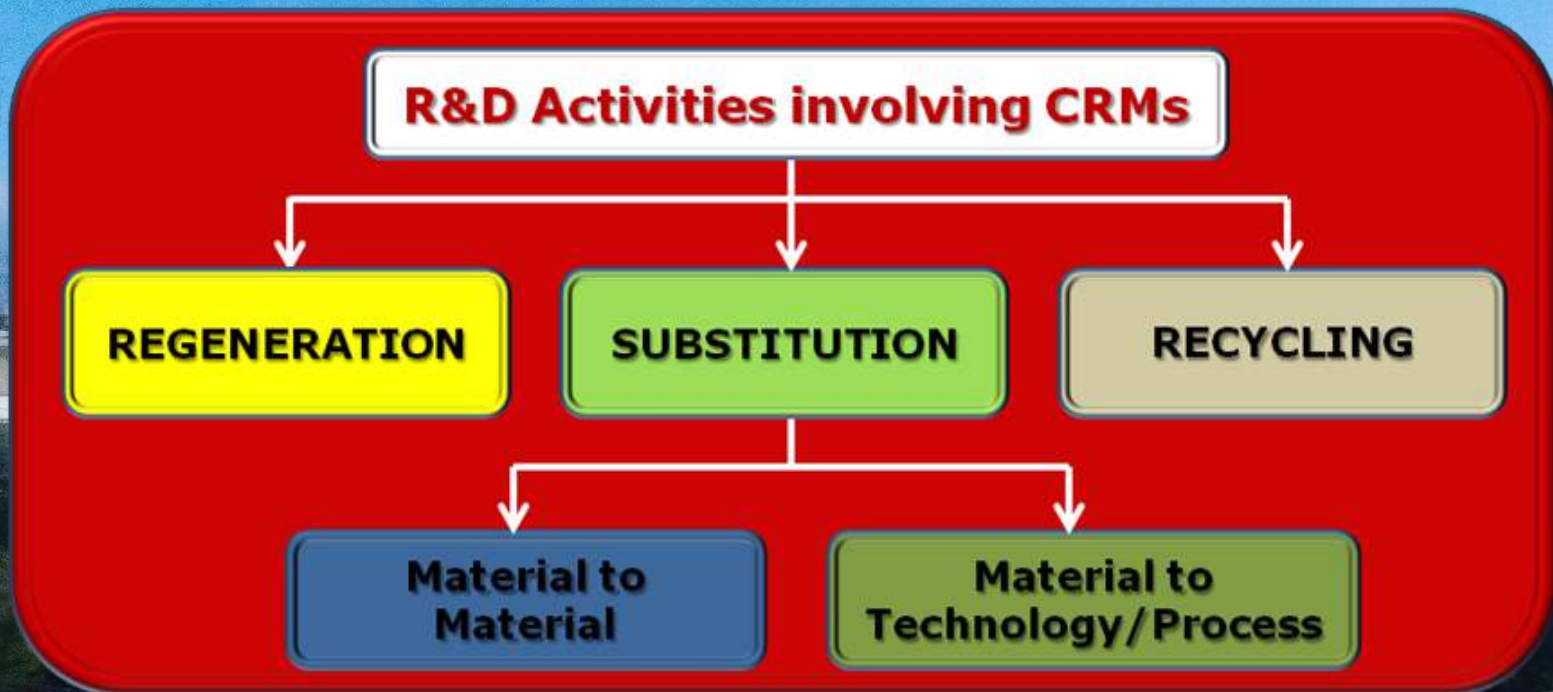 R&D Activities involving CRMs
REGENERATION
SUBSTITUTION
RECYCLING
Material to
Material
Material to
Technology/Process